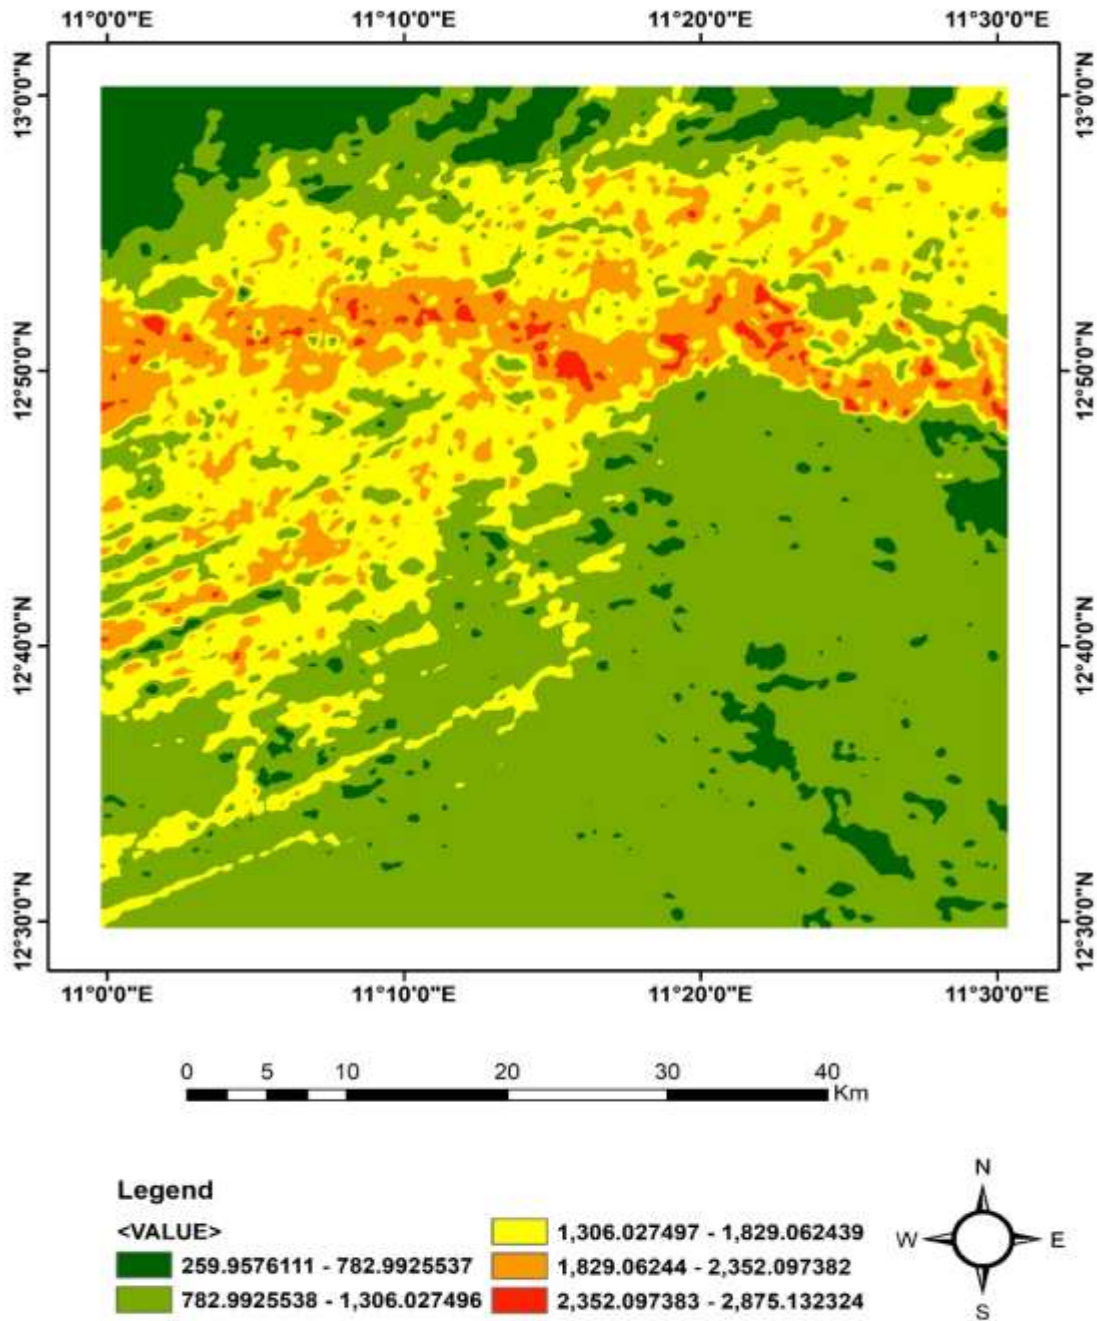 11°0'0"E 11°10'0"E 11°20'0"E 11°30'0"E
13°0'0"N 13°0'0"N
12°50'0"N 12°50'0"N
12°40'0"N 12°40'0"N
12°30'0"N 12°30'0"N
11°0'0"E 11°10'0"E 11°20'0"E 11°30'0"E
0 5 10 20 30 40
Km
Legend
<VALUE>
259.9576111 - 782.9925537
782.9925538 - 1,306.027496
1,306.027497 - 1,829.062439
1,829.06244 - 2,352.097382
2,352.097383 - 2,875.132324
N
W E
S